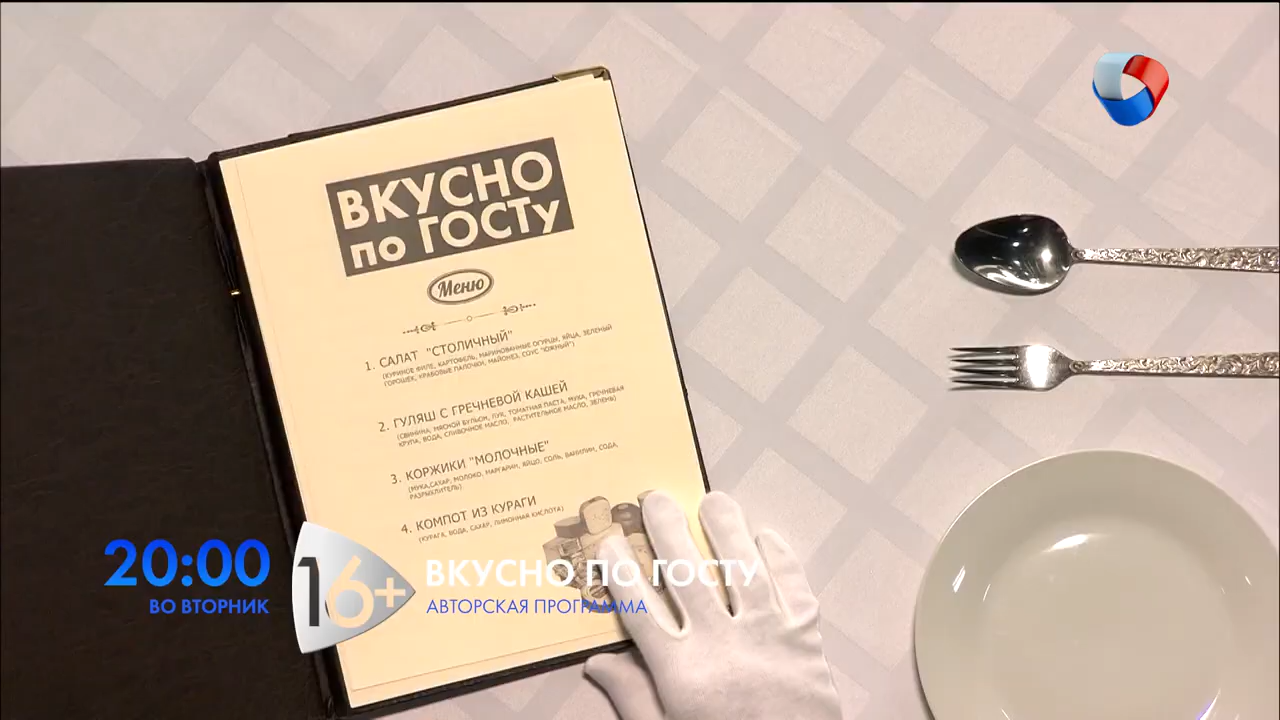 ВКУСНО
по ГОСТу
Меню
1. САЛАТ "СТОЛИЧНЫЙ"
(КУРИНОЕ ФИЛЕ, КАРТОФЕЛЬ, МАРИНОВАННЫЕ ОГУРЦЫ, ЯЙЦА, ЗЕЛЕНЫЙ
ГОРОШЕК, КРАБОВЫЕ ПАЛОЧКИ, МАЙОНЕЗ, СОУС "ЮЖНЫЙ")
2. ГУЛЯШ С ГРЕЧНЕВОЙ КАШЕЙ
(СВИНИНА, МЯСНОЙ БУЛЬОН, ЛУК, ТОМАТНАЯ ПАСТА, МУКА, ГРЕЧНЕВАЯ
КРУПА, ВОДА, СЛИВОЧНОЕ МАСЛО, РАСТИТЕЛЬНОЕ МАСЛО, ЗЕЛЕНЬ)
3. КОРЖИКИ "МОЛОЧНЫЕ"
(МУКА,САХАР, МОЛОКО, МАРГАРИН, ЯЙЦО, СОЛЬ, ВАНИЛИН, СОДА,
РАЗРЫХЛИТЕЛЬ)
4. КОМПОТ ИЗ КУРАГИ
(КУРАГА, ВОДА, САХАР, ЛИМОННАЯ КИСЛОТА)
20:00
ВО ВТОРНИК
16+
ВКУСНО ПО ГОСТУ
АВТОРСКАЯ ПРОГРАММА